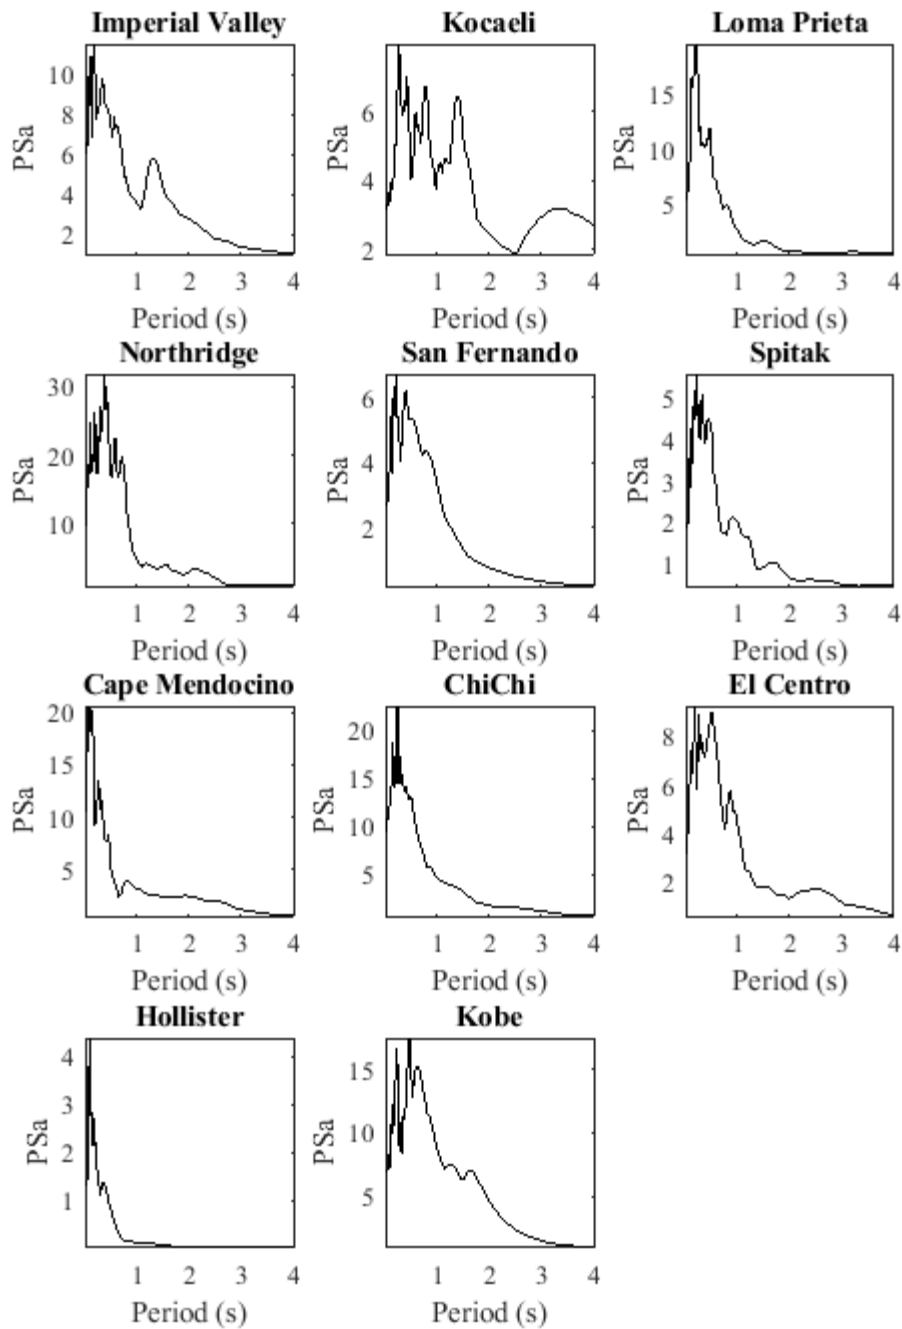 Imperial Valley
10
8
6
4
2
PSa
1 2 3 4
Period (s)
Kocaeli
6
4
2
PSa
1 2 3 4
Period (s)
Loma Prieta
15
10
5
PSa
1 2 3 4
Period (s)
Northridge
30
20
10
PSa
1 2 3 4
Period (s)
San Fernando
6
4
2
PSa
1 2 3 4
Period (s)
Spitak
5
4
3
2
1
PSa
1 2 3 4
Period (s)
Cape Mendocino
20
15
10
5
PSa
1 2 3 4
Period (s)
ChiChi
20
15
10
5
PSa
1 2 3 4
Period (s)
El Centro
8
6
4
2
PSa
1 2 3 4
Period (s)
Hollister
4
3
2
1
PSa
1 2 3 4
Period (s)
Kobe
15
10
5
PSa
1 2 3 4
Period (s)